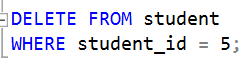 DELETE FROM student
WHERE student_id = 5;